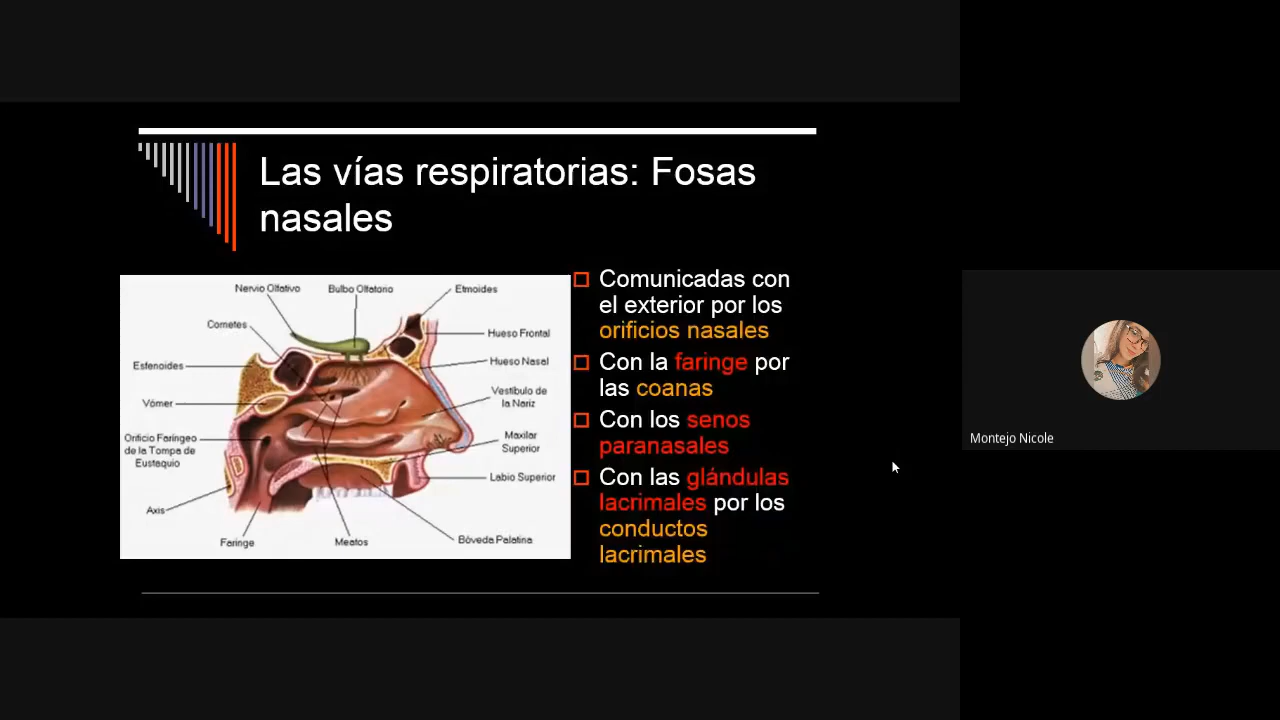 Las vías respiratorias: Fosas
nasales
Nervio Olfativo
Bulbo Olfatorio
Etmoides
Cornetes
Hueso Frontal
Esfenoides
Hueso Nasal
Vómer
Vestíbulo de
la Nariz
Orificio Faríngeo
de la Tompa de
Eustaquio
Maxilar
Superior
Labio Superior
Axis
Faringe
Meatos
Bóveda Palatina
Comunicadas con
el exterior por los
orificios nasales
Con la faringe por
las coanas
Con los senos
paranasales
Con las glándulas
lacrimales por los
conductos
lacrimales
Montejo Nicole